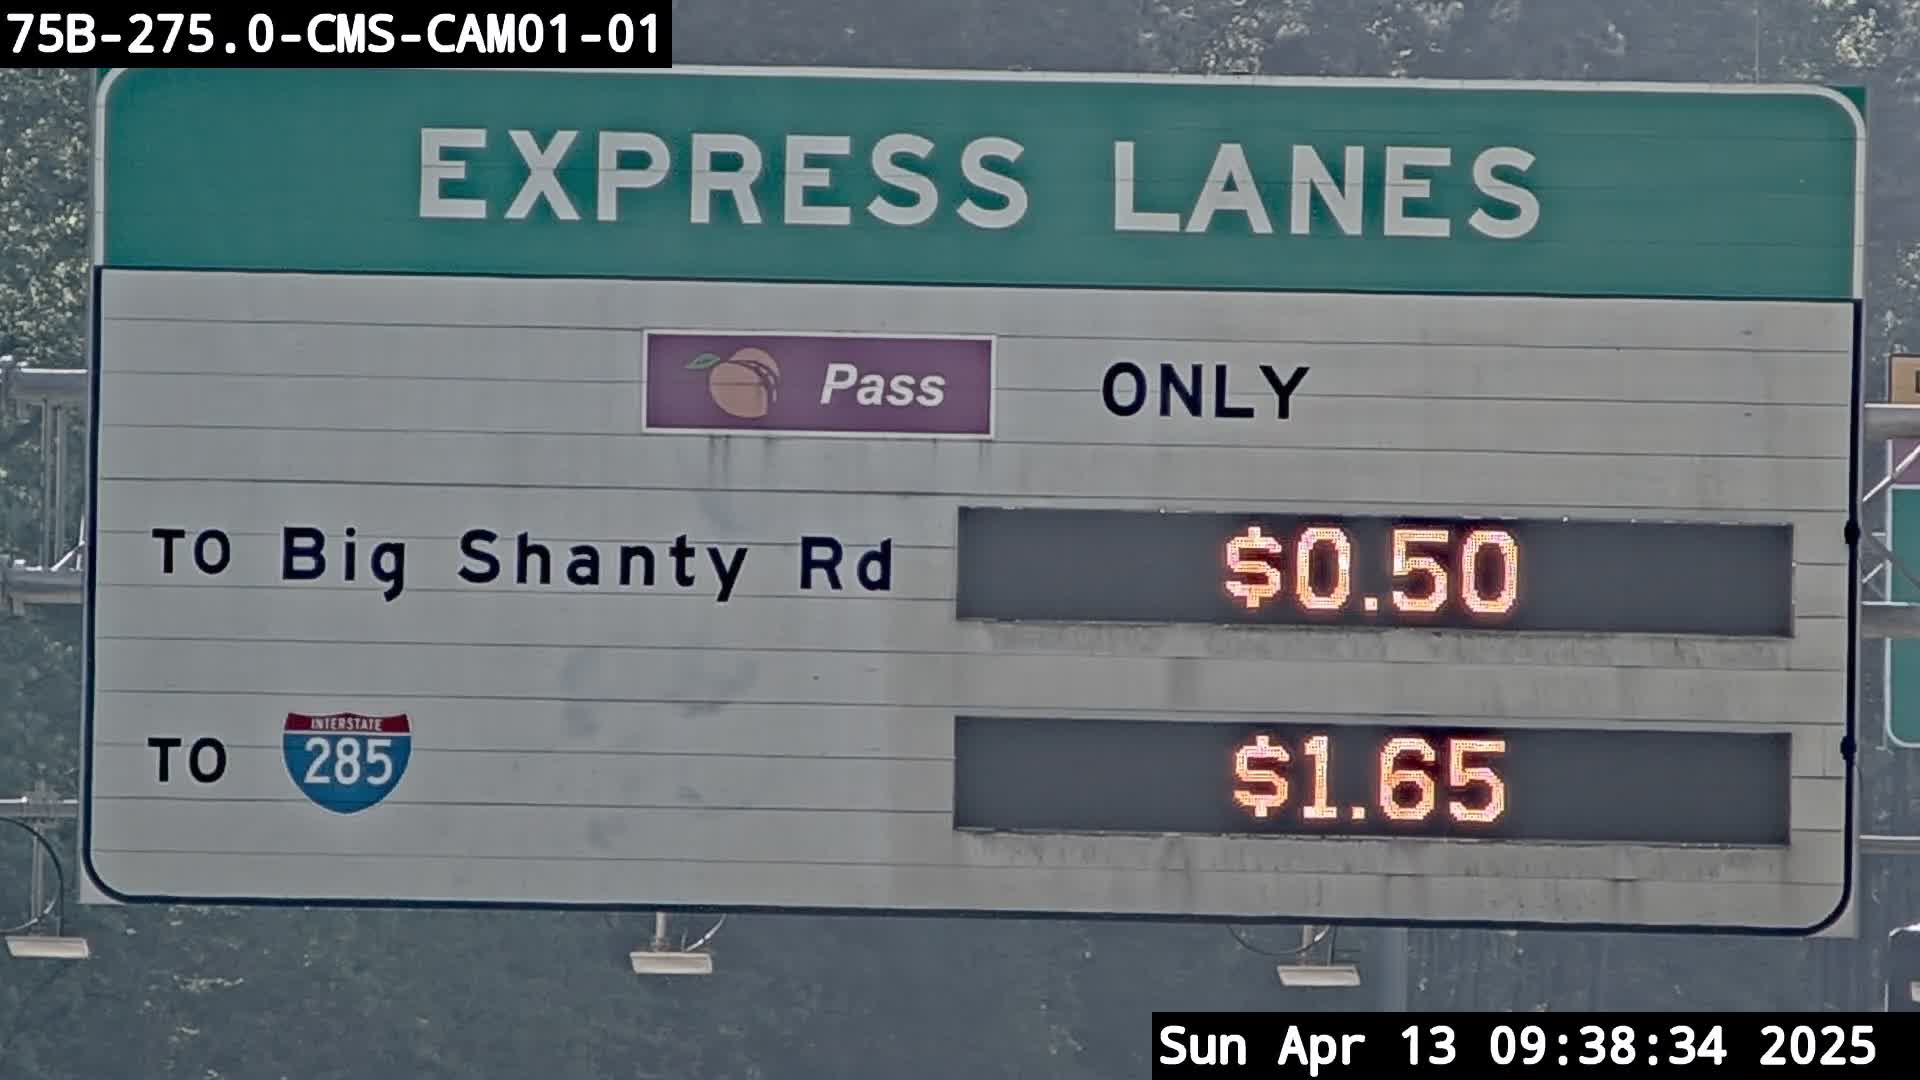 75B-275.0-CMS-CAM01-01
EXPRESS LANES
Pass ONLY
TO Big Shanty Rd $0.50
TO INTERSTATE 285 $1.65
Sun Apr 13 09:38:34 2025